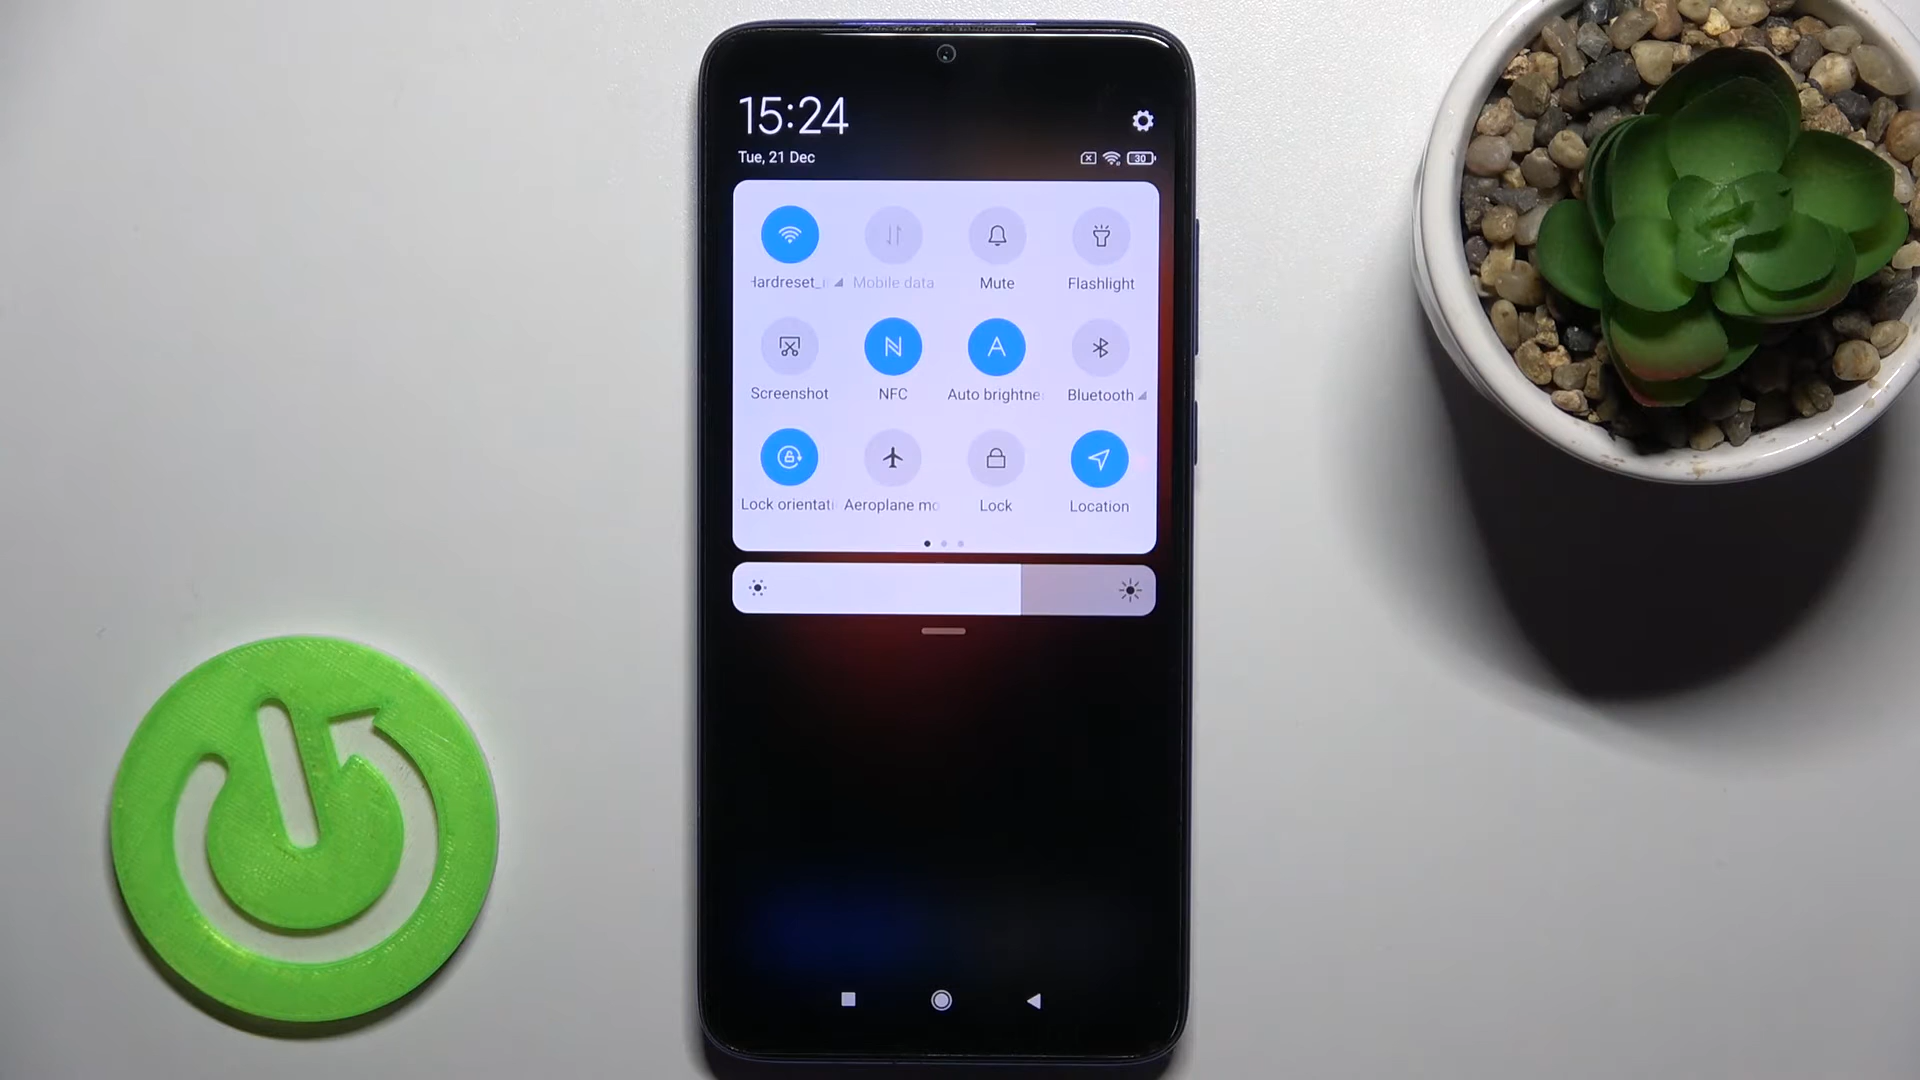 15:24
Tue, 21 Dec
30
Mobile data
Mute
Flashlight
Screenshot
NFC
Auto brightne
Bluetooth
Lock orientati
Aeroplane mo
Lock
Location